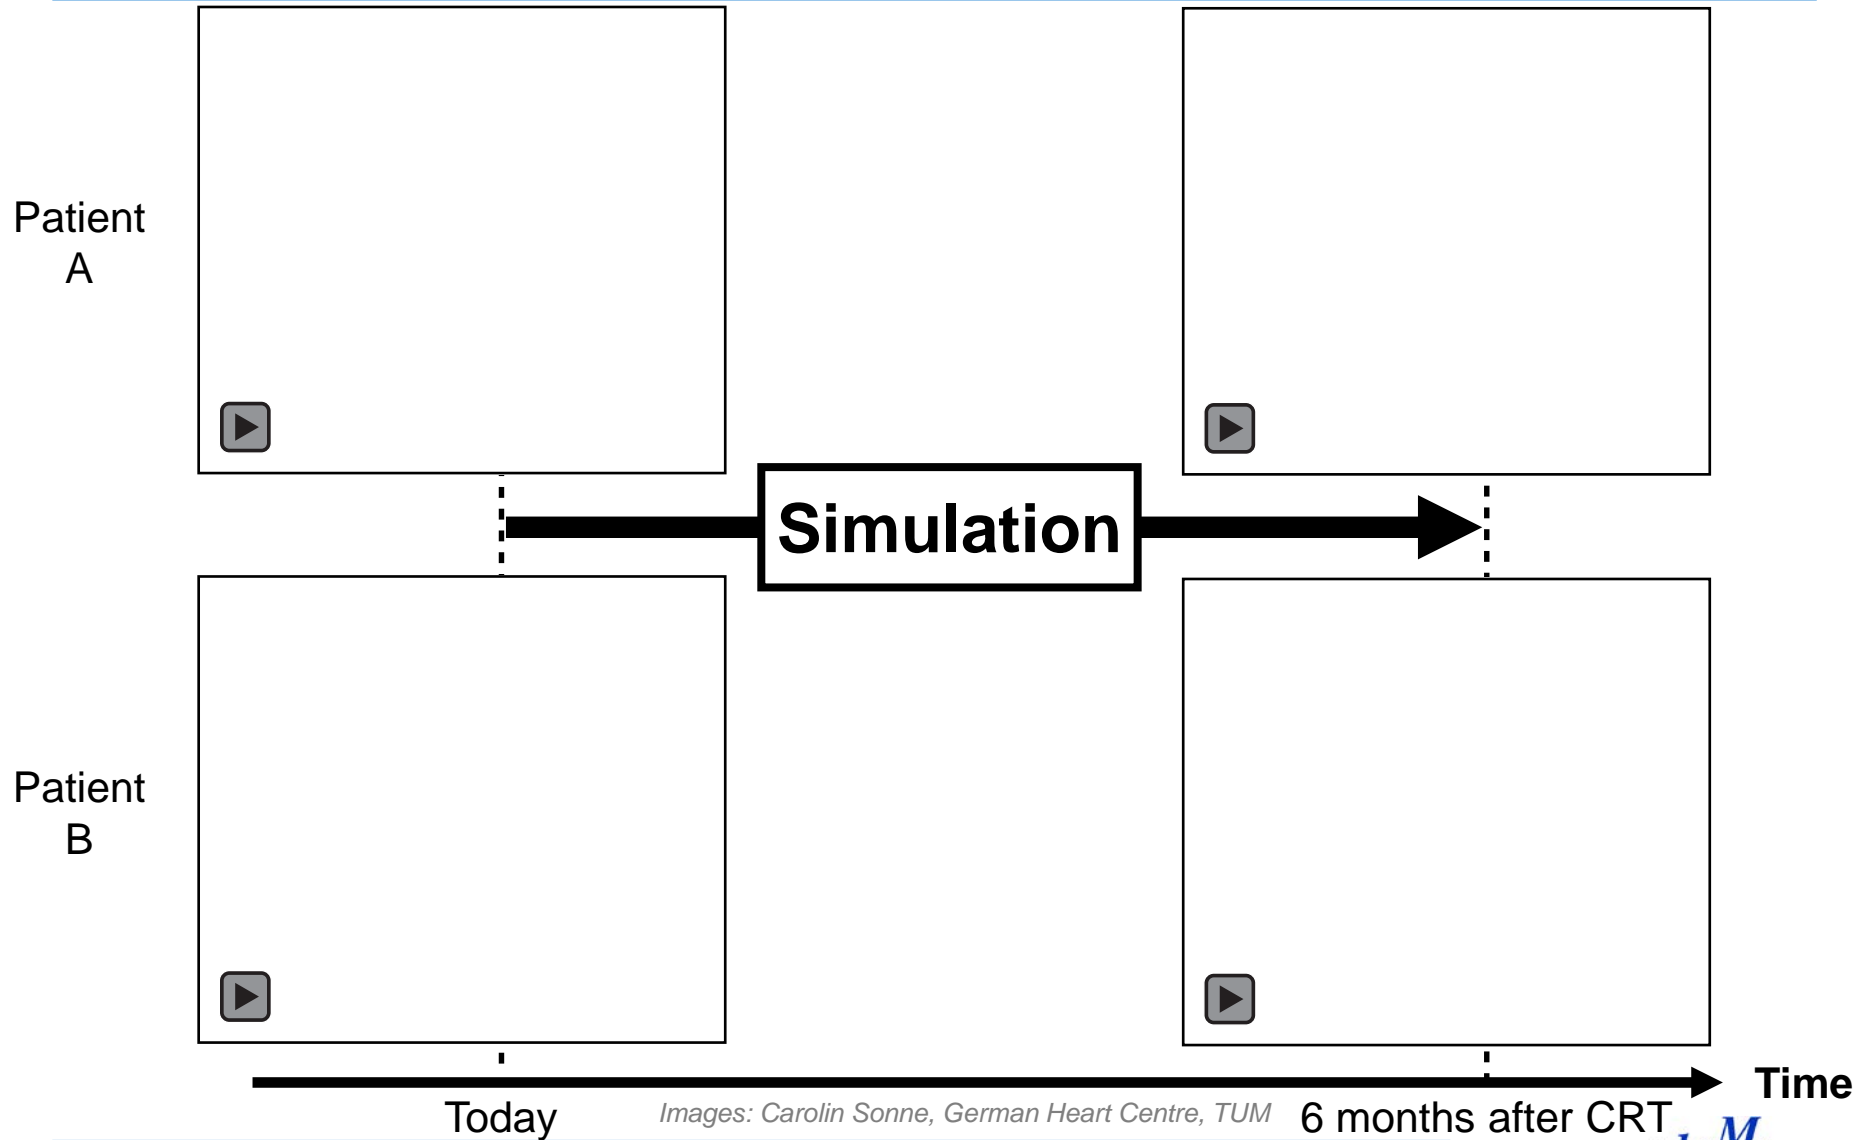 Patient
A
Simulation
Patient
B
Time
Today
Images: Carolin Sonne, German Heart Centre, TUM
6 months after CRT